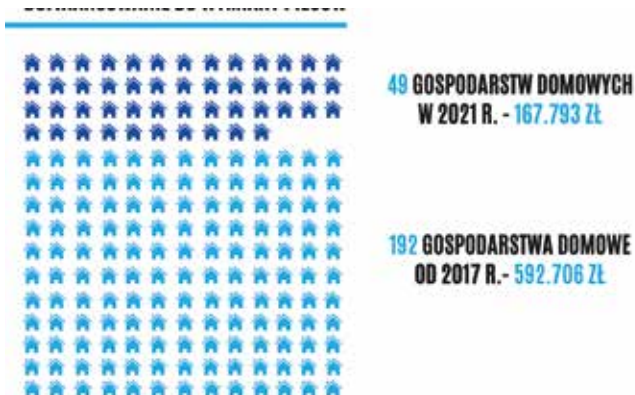 49 GOSPODARSTW DOMOWYCH
W 2021 R. - 167.793 ZŁ
192 GOSPODARSTWA DOMOWE
OD 2017 R.- 592.706 ZŁ